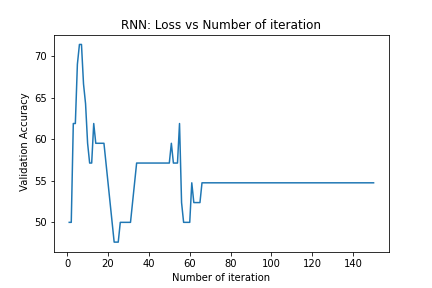 RNN: Loss vs Number of iteration
Validation Accuracy
70
65
60
55
50
0 20 40 60 80 100 120 140
Number of iteration